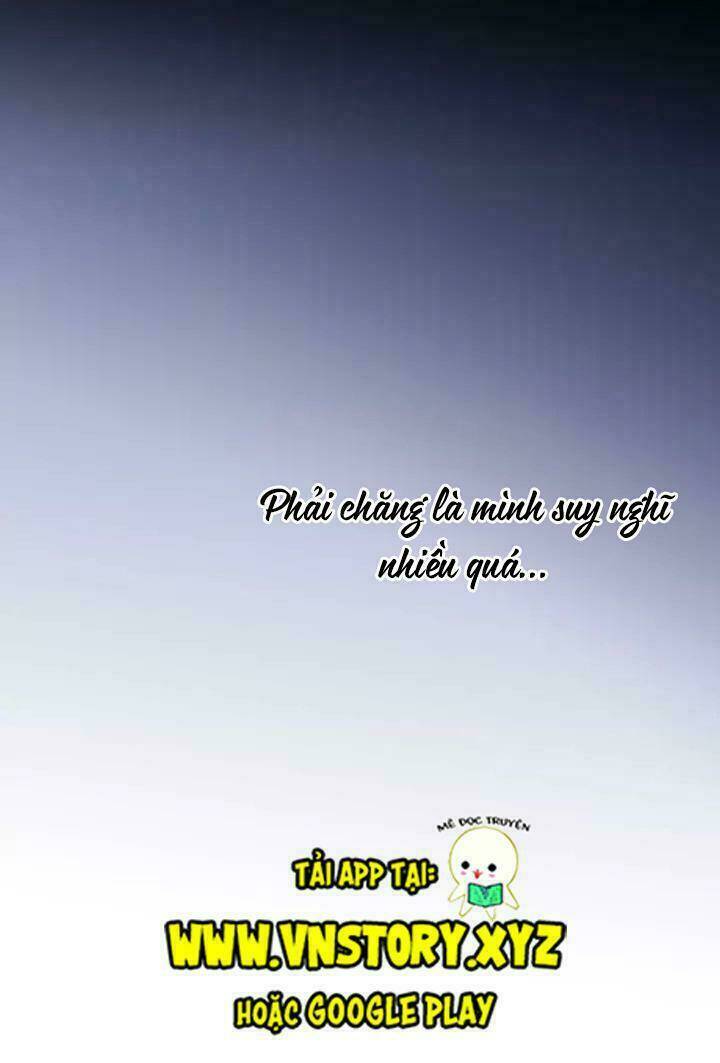 Phải chăng là mình suy nghĩ
nhiều quá...
MÊ ĐỌC TRUYỆN
TẢI APP TẠI:
WWW.VNSTORY.XYZ
HOẶC GOOGLE PLAY